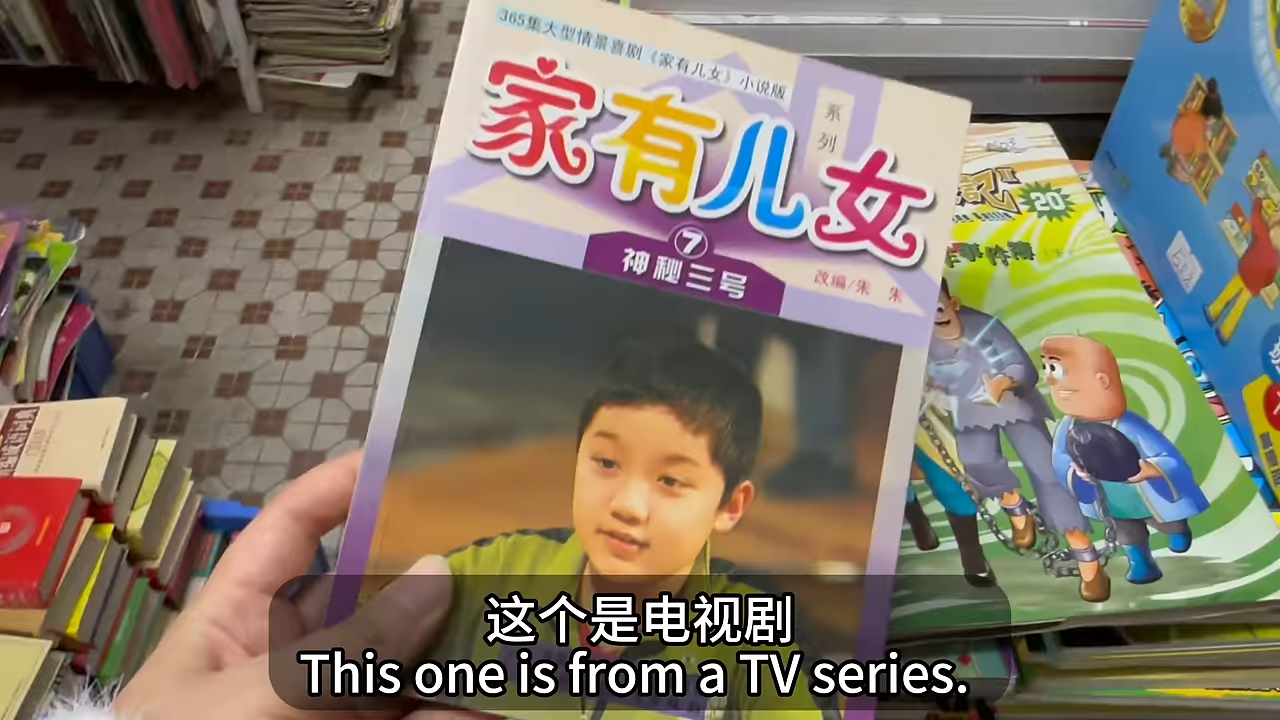 365集大型情景喜剧《家有儿女》小说版
系列
家有儿女
7
神秘三号
改编/朱 朱
记
20
这个是电视剧
This one is from a TV series.